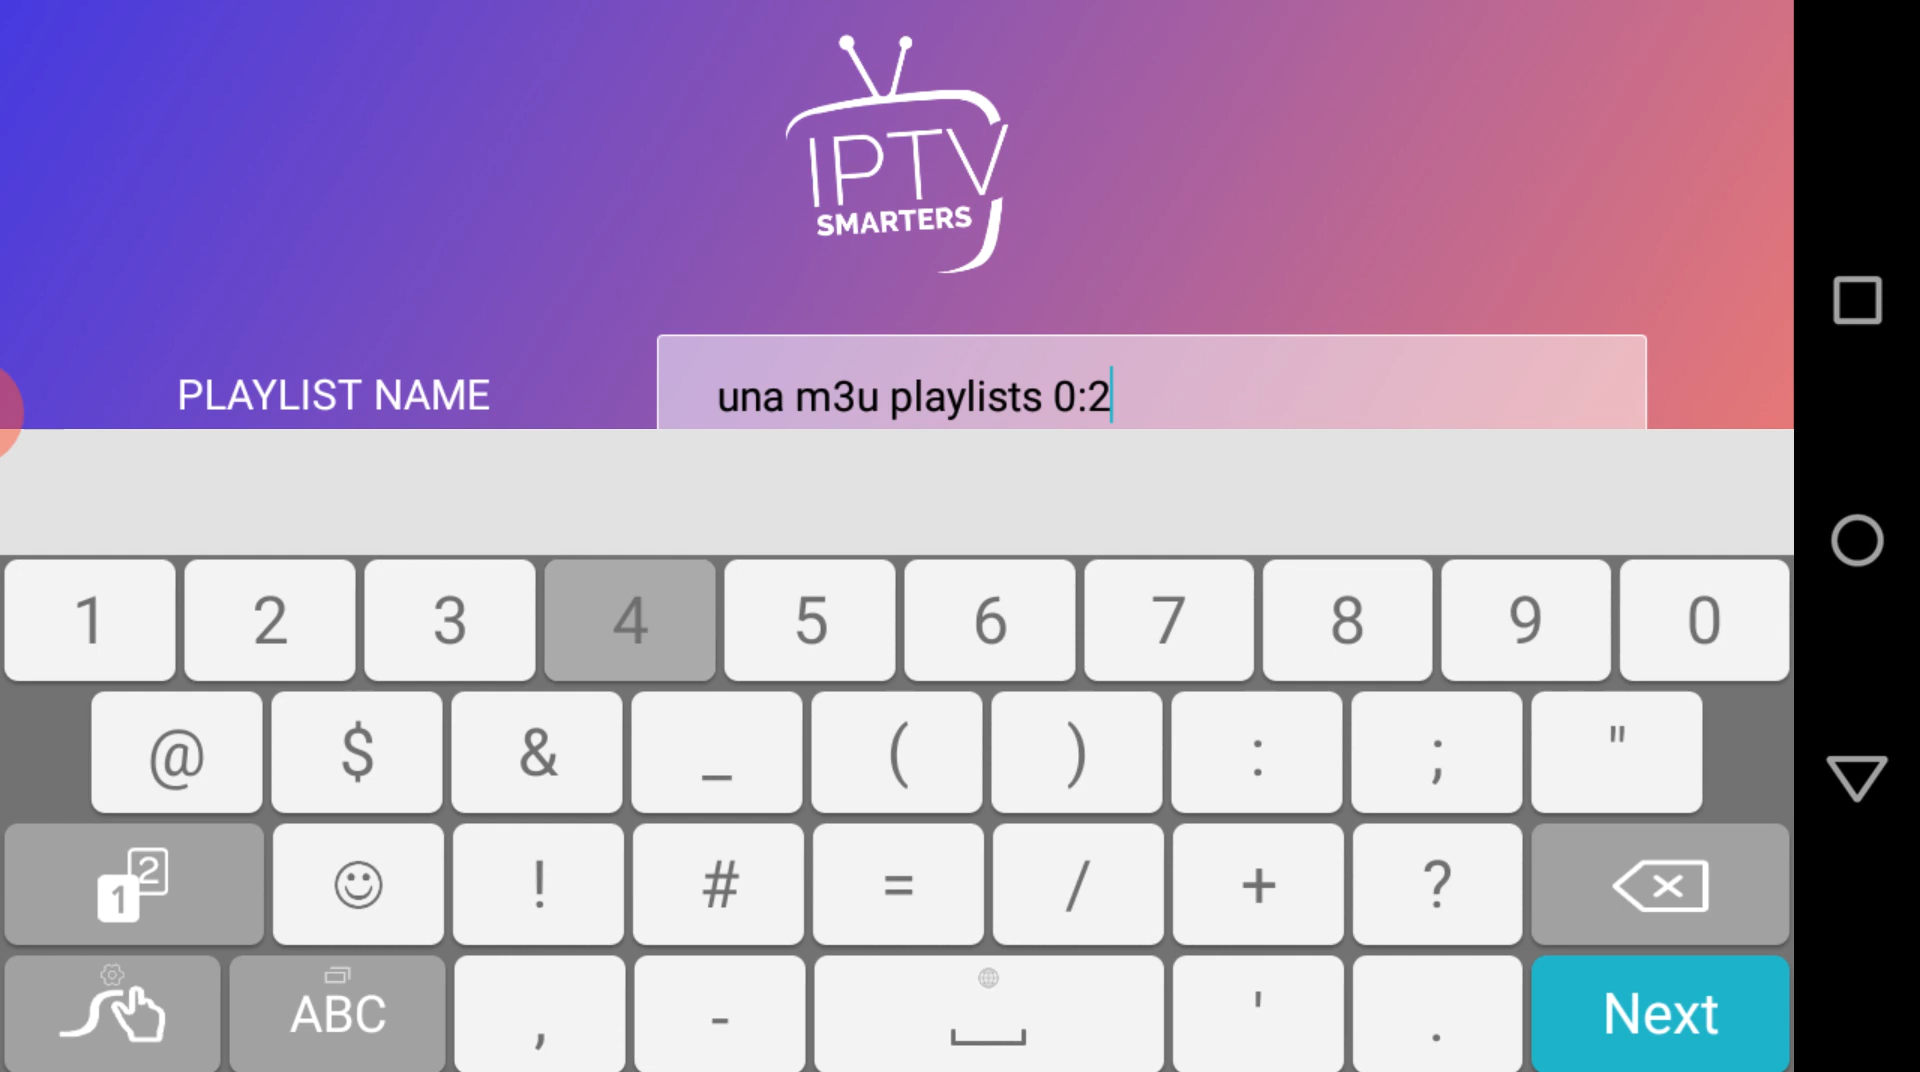 IPTV
SMARTERS
PLAYLIST NAME
una m3u playlists 0:2
1 2 3 4 5 6 7 8 9 0
@ $ & _ ( ) : ; "
1 2 ! # = / + ?
ABC , - ' . Next